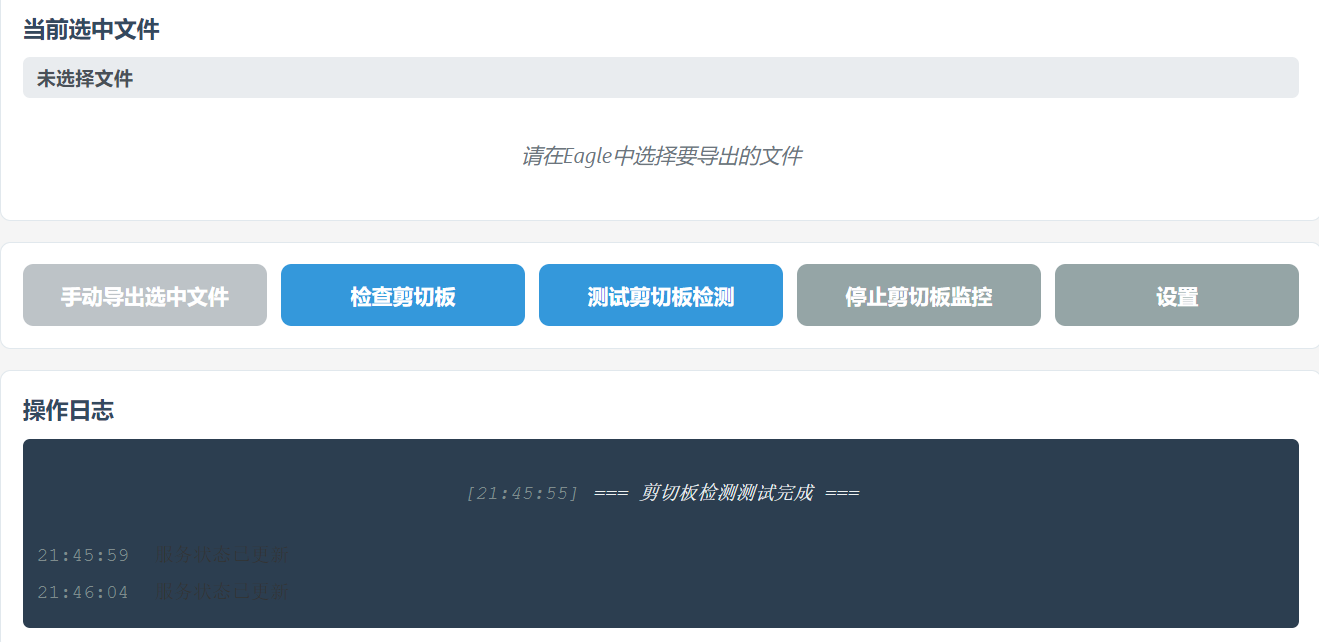 当前选中文件
未选择文件
请在Eagle中选择要导出的文件
手动导出选中文件 检查剪切板 测试剪切板检测 停止剪切板监控 设置
操作日志
[21:45:55] === 剪切板检测测试完成 ===
21:45:59 服务状态已更新
21:46:04 服务状态已更新